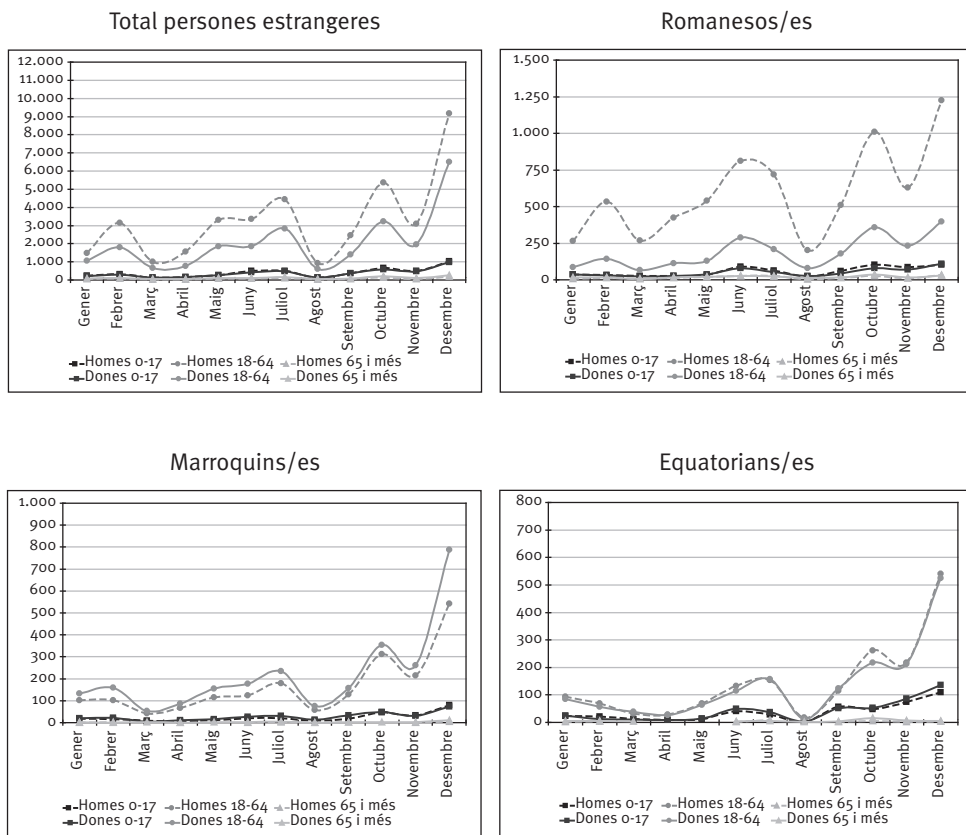 Total persones estrangeres
12.000
11.000
10.000
9.000
8.000
7.000
6.000
5.000
4.000
3.000
2.000
1.000
0
Gener
Febrer
Març
Abril
Maig
Juny
Juliol
Agost
Setembre
Octubre
Novembre
Desembre
Homes 0-17 Homes 18-64 Homes 65 i més
Dones 0-17 Dones 18-64 Dones 65 i més
Romanesos/es
1.500
1.250
1.000
750
500
250
0
Gener
Febrer
Març
Abril
Maig
Juny
Juliol
Agost
Setembre
Octubre
Novembre
Desembre
Homes 0-17 Homes 18-64 Homes 65 i més
Dones 0-17 Dones 18-64 Dones 65 i més
Marroquins/es
1.000
900
800
700
600
500
400
300
200
100
0
Gener
Febrer
Març
Abril
Maig
Juny
Juliol
Agost
Setembre
Octubre
Novembre
Desembre
Homes 0-17 Homes 18-64 Homes 65 i més
Dones 0-17 Dones 18-64 Dones 65 i més
Equatorians/es
800
700
600
500
400
300
200
100
0
Gener
Febrer
Març
Abril
Maig
Juny
Juliol
Agost
Setembre
Octubre
Novembre
Desembre
Homes 0-17 Homes 18-64 Homes 65 i més
Dones 0-17 Dones 18-64 Dones 65 i més